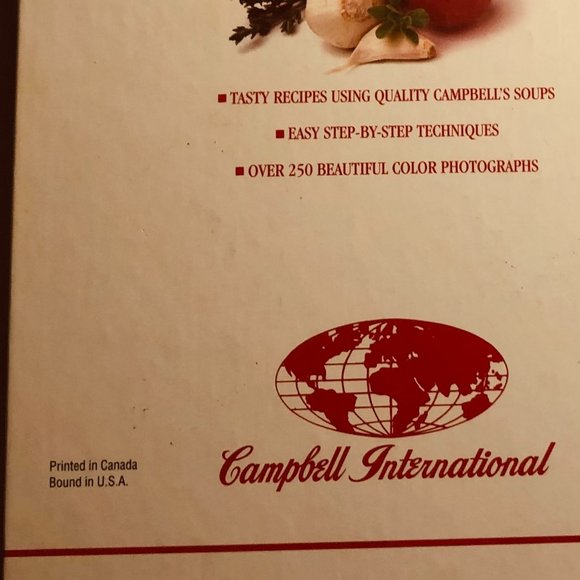 ■ TASTY RECIPES USING QUALITY CAMPBELL'S SOUPS
■ EASY STEP-BY-STEP TECHNIQUES
■ OVER 250 BEAUTIFUL COLOR PHOTOGRAPHS
Printed in Canada
Bound in U.S.A.
Campbell International